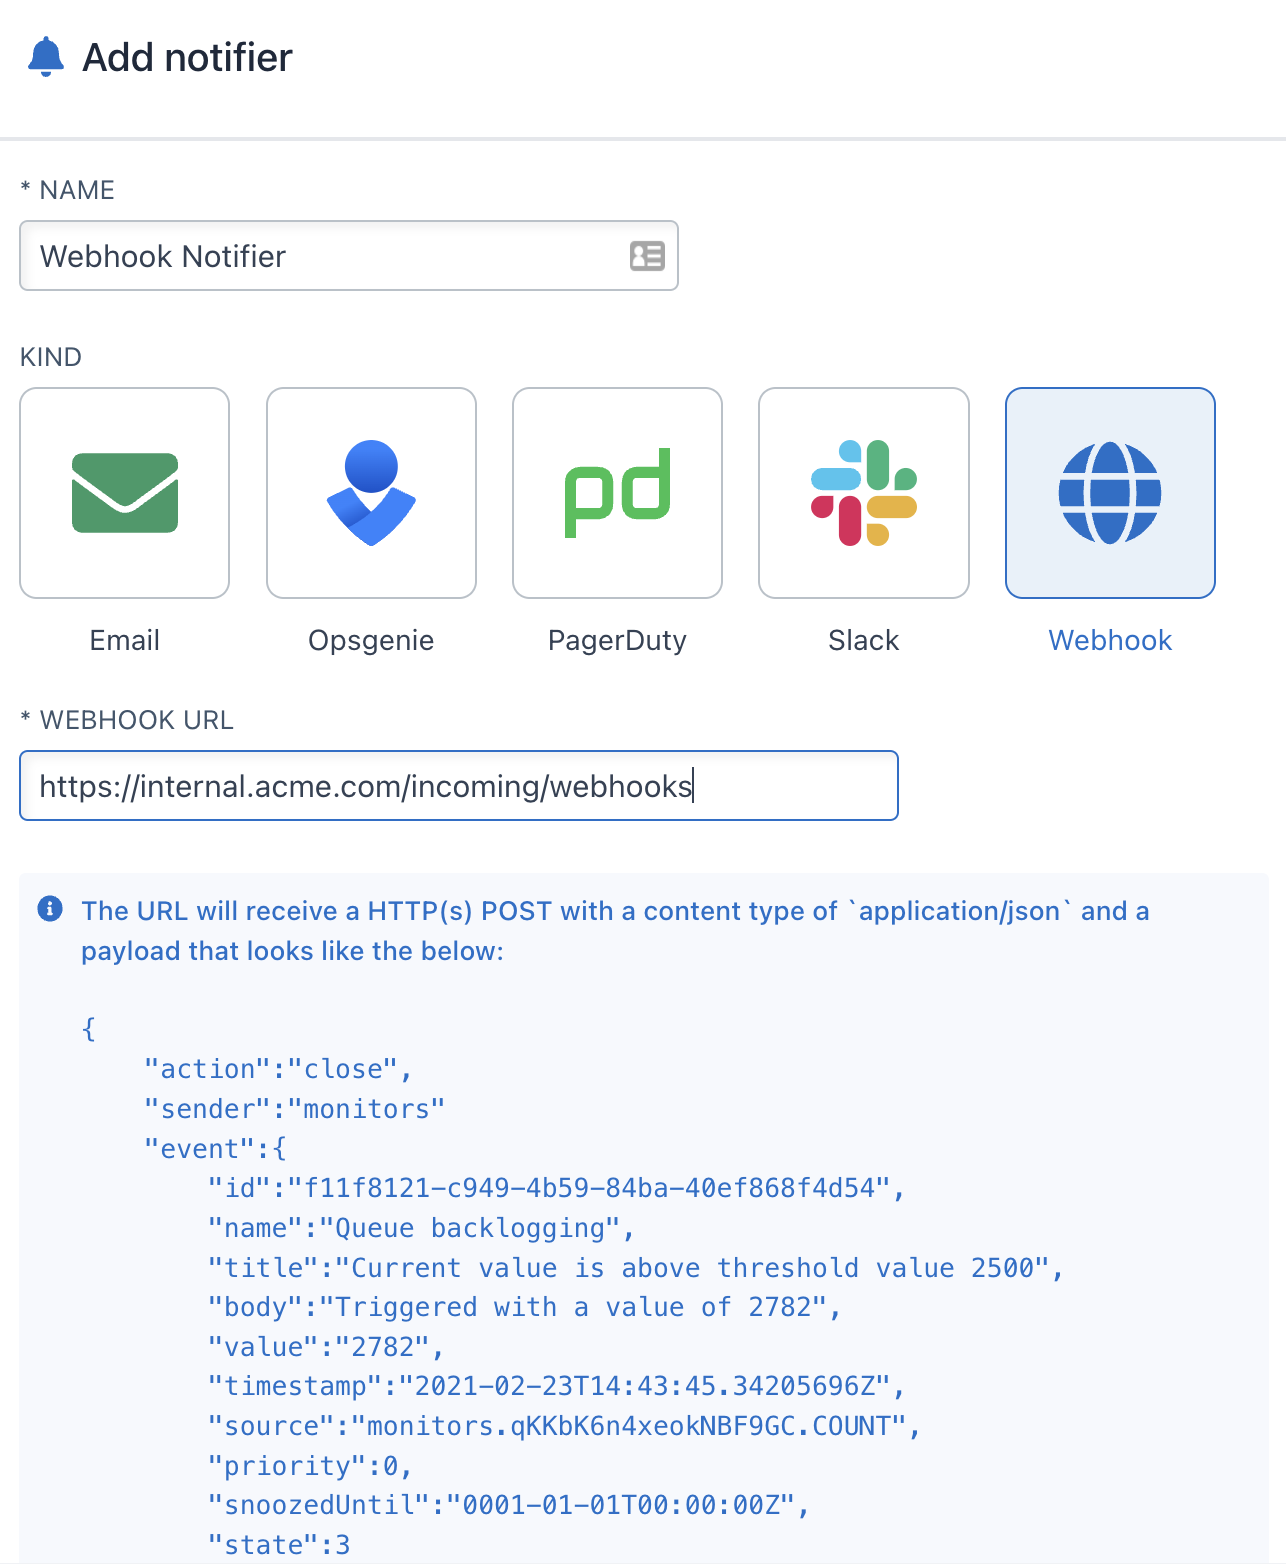 Add notifier
* NAME
Webhook Notifier
KIND
pd
Email
Opsgenie
PagerDuty
Slack
Webhook
* WEBHOOK URL
https://internal.acme.com/incoming/webhooks
The URL will receive a HTTP(s) POST with a content type of `application/json` and a
payload that looks like the below:
{
    "action":"close",
    "sender":"monitors"
    "event":{
        "id":"f11f8121-c949-4b59-84ba-40ef868f4d54",
        "name":"Queue backlogging",
        "title":"Current value is above threshold value 2500",
        "body":"Triggered with a value of 2782",
        "value":"2782",
        "timestamp":"2021-02-23T14:43:45.34205696Z",
        "source":"monitors.qKKbK6n4xeokNBF9GC.COUNT",
        "priority":0,
        "snoozedUntil":"0001-01-01T00:00:00Z",
        "state":3